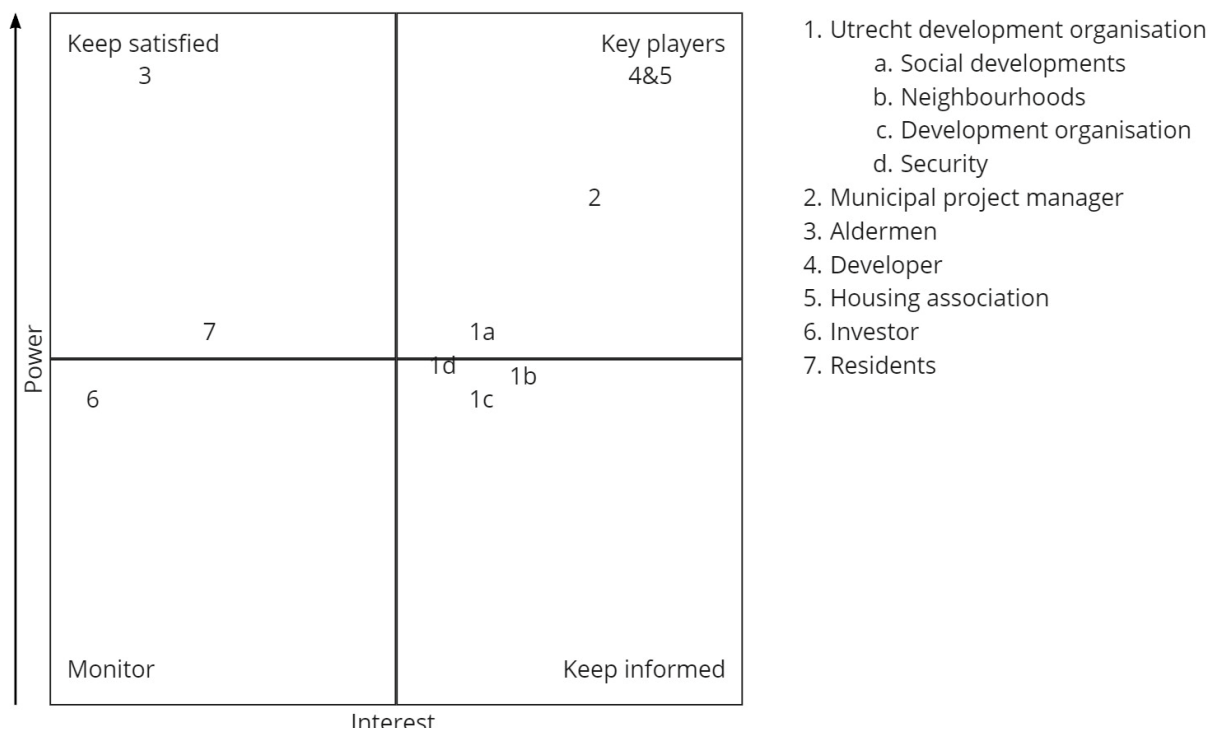 Keep satisfied
3
Key players
4&5
2
7
1a
1d
1b
6
1c
Power
Monitor
Keep informed
Interest
1. Utrecht development organisation
a. Social developments
b. Neighbourhoods
c. Development organisation
d. Security
2. Municipal project manager
3. Aldermen
4. Developer
5. Housing association
6. Investor
7. Residents